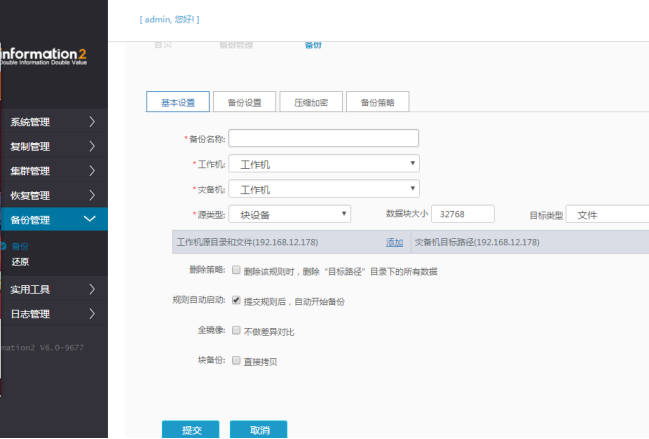 [ admin, 您好! ]
information2
Double Information Double Value
首页 备份管理 备份
基本设置 备份设置 压缩加密 备份策略
系统管理
复制管理
集群管理
恢复管理
备份管理
备份
还原
实用工具
日志管理
mation2 V6.0-9677
*备份名称:
*工作机: 工作机
*灾备机: 工作机
*源类型: 块设备 数据块大小 32768 目标类型 文件
工作机源目录和文件(192.168.12.178) 添加 灾备机目标路径(192.168.12.178)
删除策略: 删除该规则时，删除“目标路径”目录下的所有数据
规则自动启动: 提交规则后，自动开始备份
全镜像: 不做差异对比
块备份: 直接拷贝
提交 取消